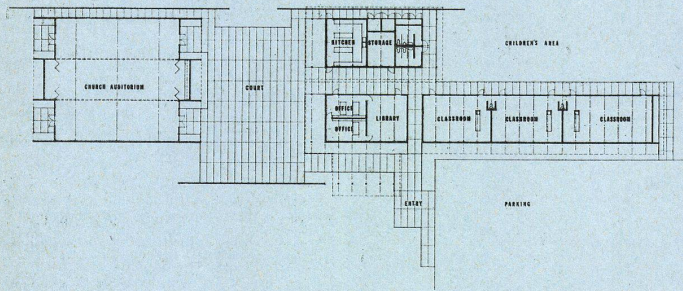 KITCHEN
STORAGE
CHILDREN'S AREA
CHURCH AUDITORIUM
COURT
OFFICE
LIBRARY
OFFICE
CLASSROOM
CLASSROOM
CLASSROOM
ENTRY
PARKING